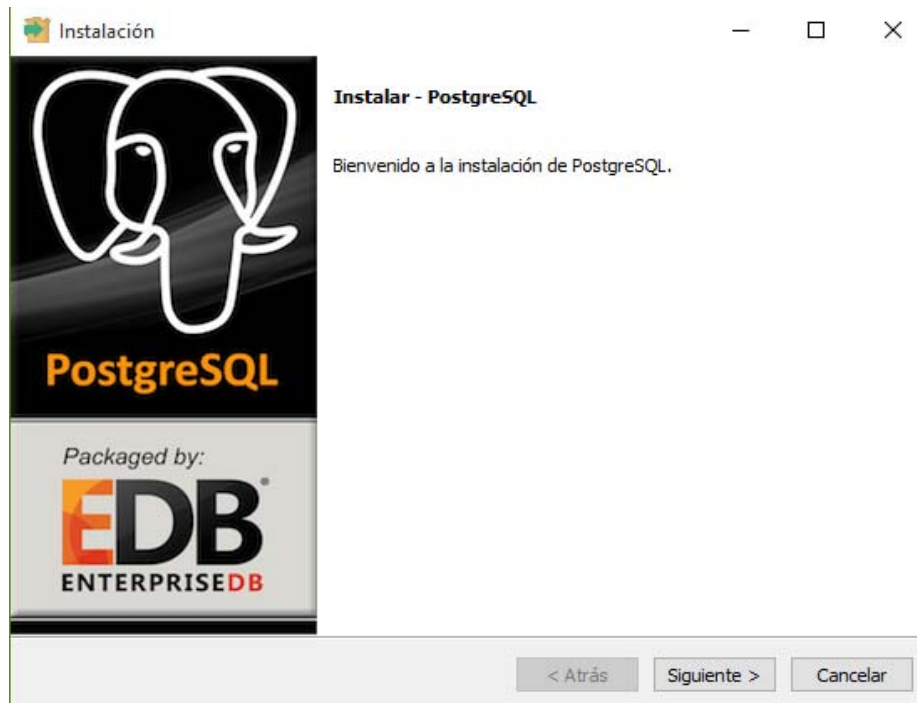 Instalación
Instalar - PostgreSQL
Bienvenido a la instalación de PostgreSQL.
PostgreSQL
Packaged by:
EDB
ENTERPRISEDB
< Atrás
Siguiente >
Cancelar